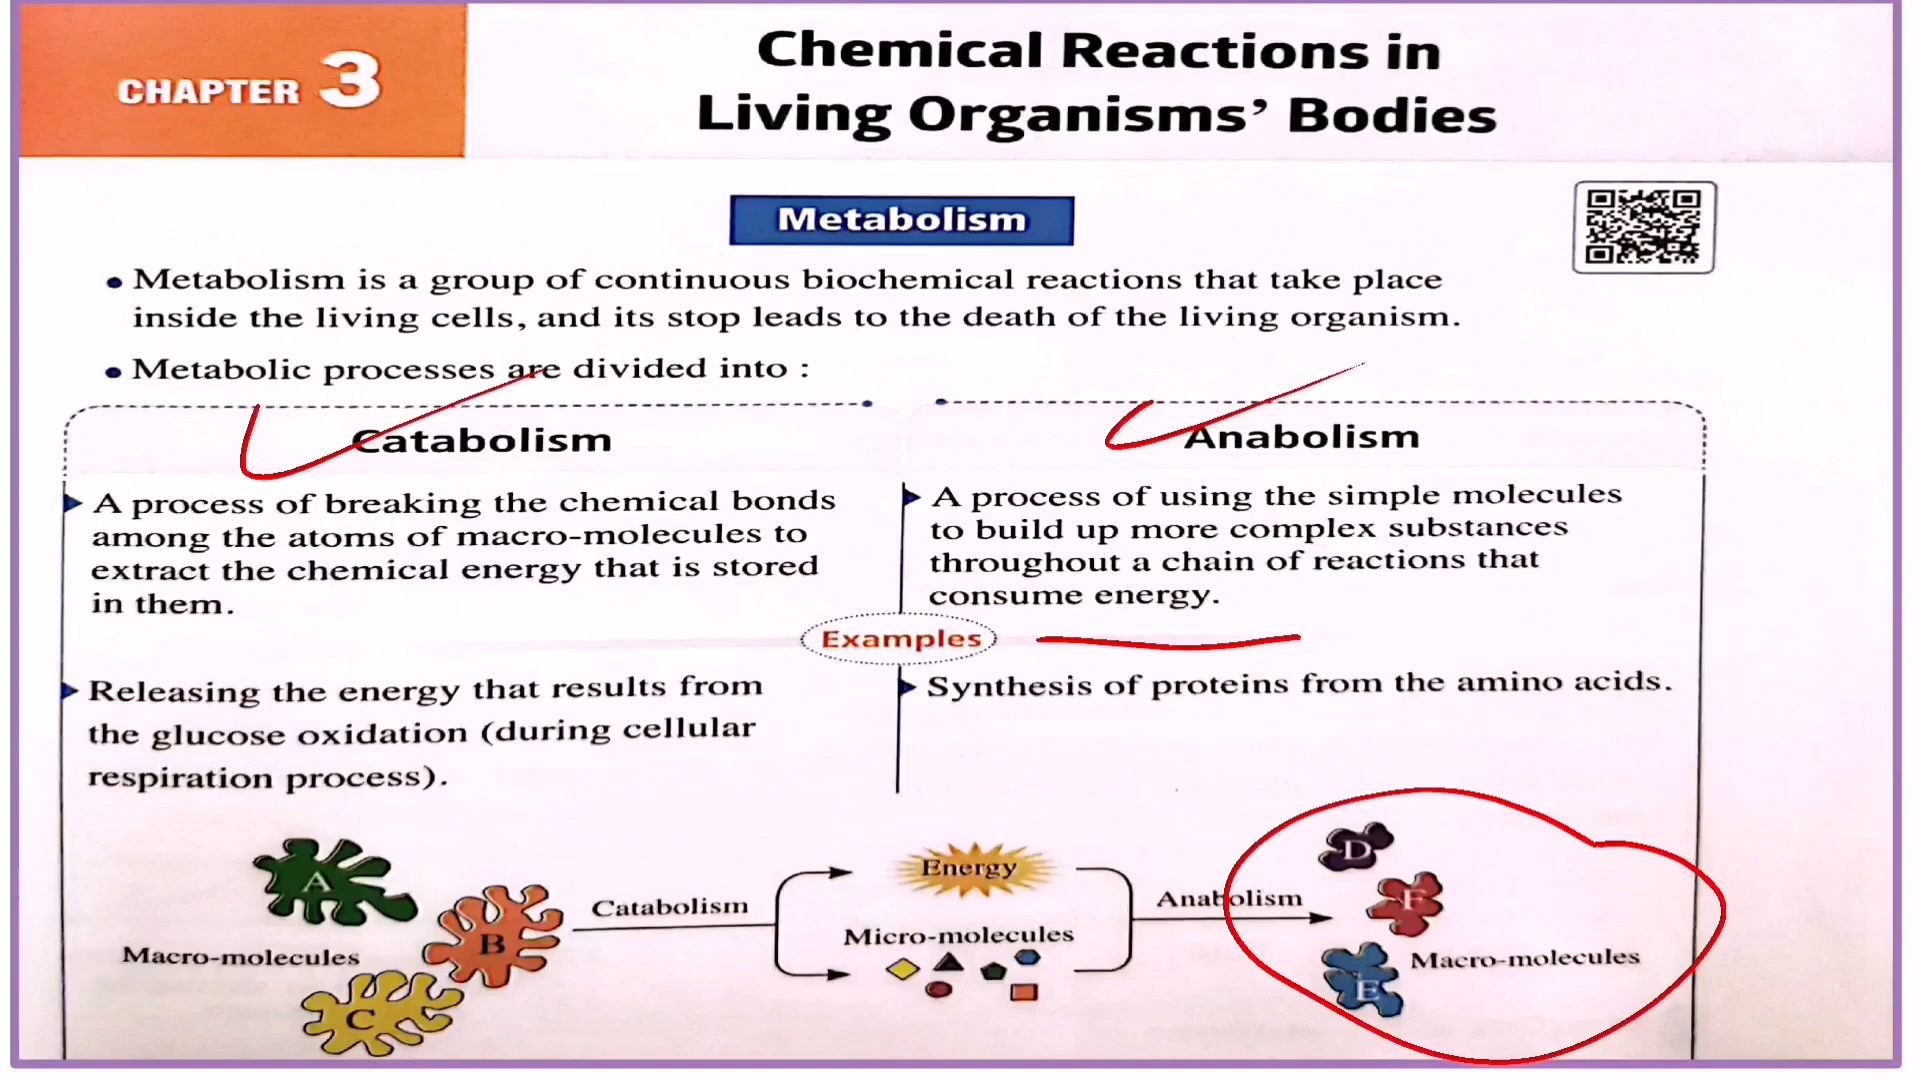 CHAPTER 3
Chemical Reactions in
Living Organisms' Bodies
Metabolism
• Metabolism is a group of continuous biochemical reactions that take place
inside the living cells, and its stop leads to the death of the living organism.
• Metabolic processes are divided into :
Catabolism
A process of breaking the chemical bonds
among the atoms of macro-molecules to
extract the chemical energy that is stored
in them.
Anabolism
A process of using the simple molecules
to build up more complex substances
throughout a chain of reactions that
consume energy.
Examples
Releasing the energy that results from
the glucose oxidation (during cellular
respiration process).
Synthesis of proteins from the amino acids.
A
B
C
Macro-molecules
Catabolism
Energy
Micro-molecules
Anabolism
D
F
E
Macro-molecules